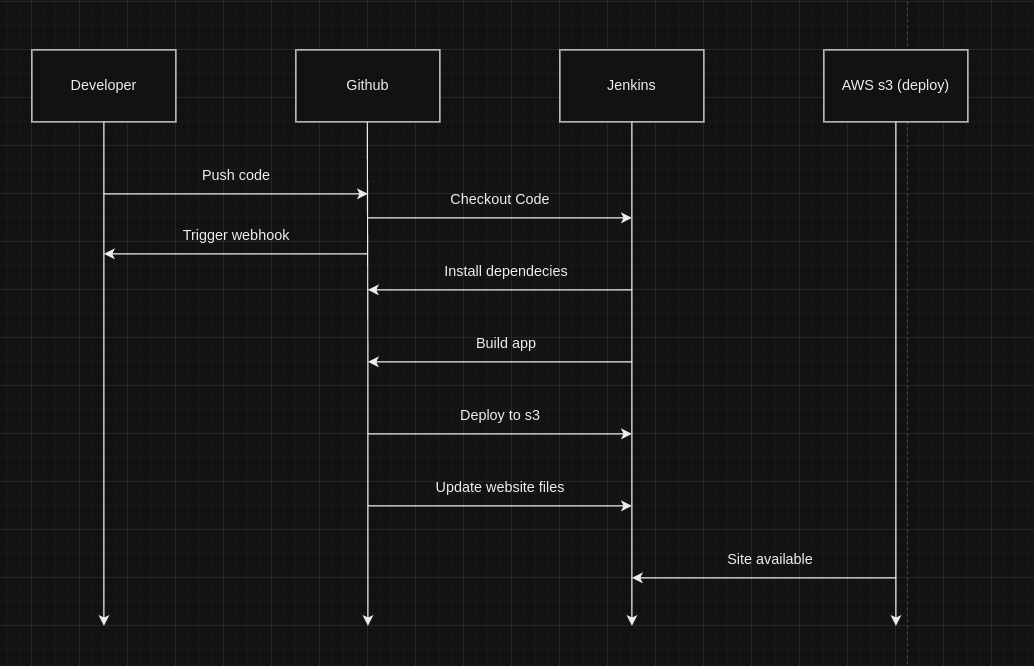 Developer
Github
Jenkins
AWS s3 (deploy)
Push code
Checkout Code
Trigger webhook
Install dependecies
Build app
Deploy to s3
Update website files
Site available